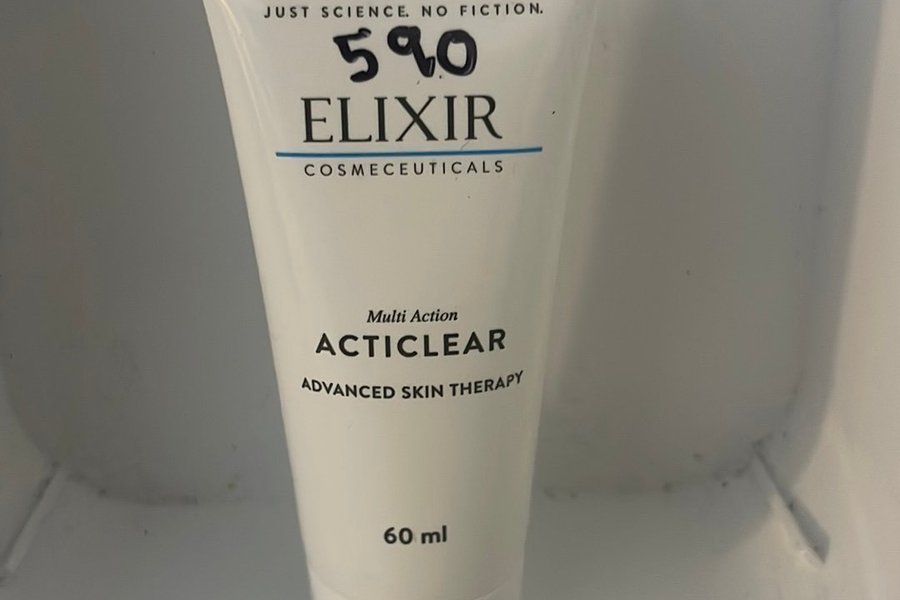 JUST SCIENCE. NO FICTION.
590
ELIXIR
COSMECEUTICALS
Multi Action
ACTICLEAR
ADVANCED SKIN THERAPY
60 ml